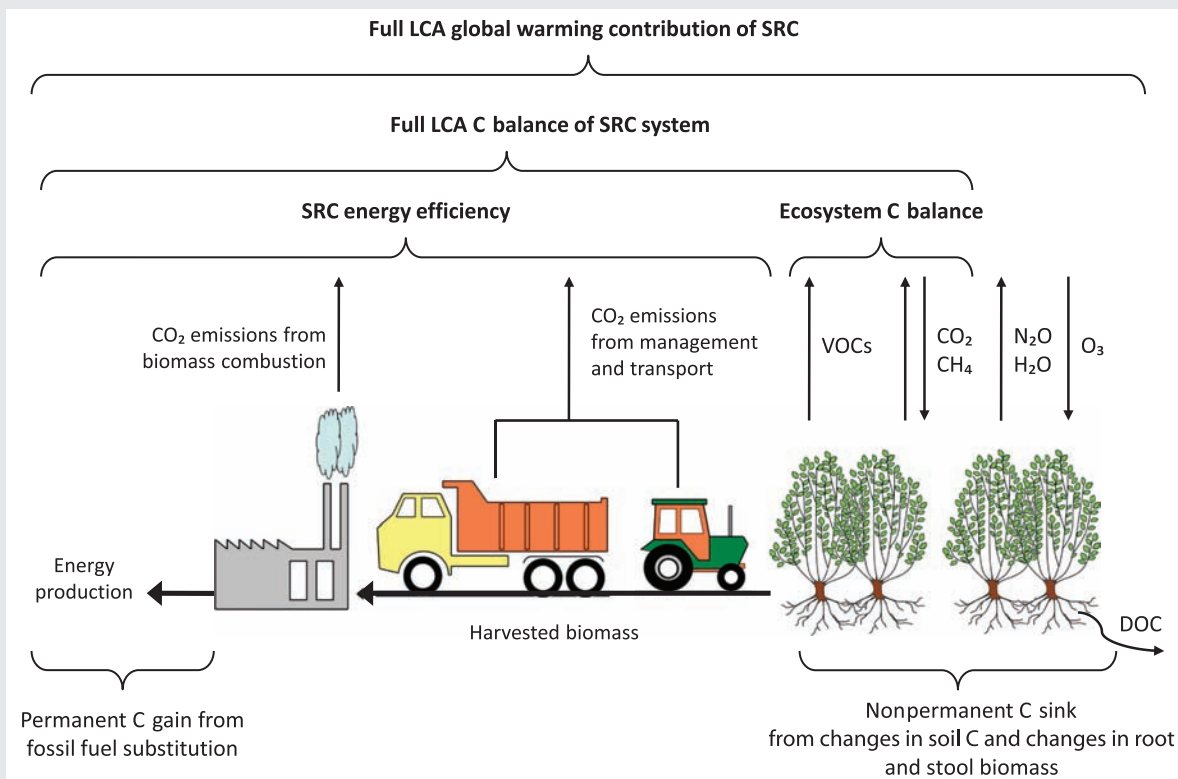 Full LCA global warming contribution of SRC
Full LCA C balance of SRC system
SRC energy efficiency
Ecosystem C balance
CO₂ emissions from
biomass combustion
CO₂ emissions
from management
and transport
VOCs
CO₂
CH₄
N₂O
H₂O
O₃
Energy
production
Harvested biomass
DOC
Permanent C gain from
fossil fuel substitution
Nonpermanent C sink
from changes in soil C and changes in root
and stool biomass